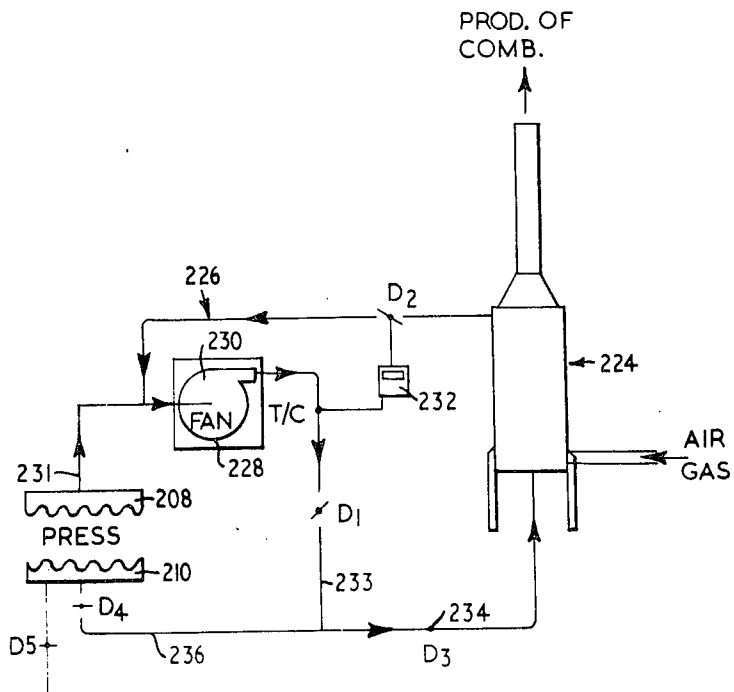 PROD. OF
COMB.
226
D2
230
224
FAN
T/C
232
228
AIR
GAS
231
208
PRESS
D1
210
233
D4
234
D5
236
D3